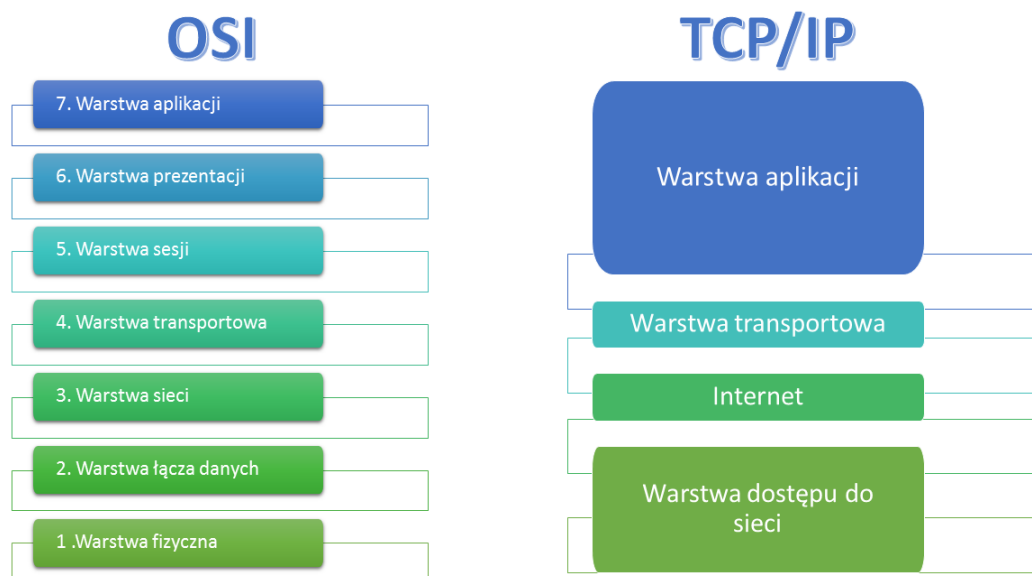 OSI
7. Warstwa aplikacji
6. Warstwa prezentacji
5. Warstwa sesji
4. Warstwa transportowa
3. Warstwa sieci
2. Warstwa łącza danych
1 .Warstwa fizyczna
TCP/IP
Warstwa aplikacji
Warstwa transportowa
Internet
Warstwa dostępu do
sieci